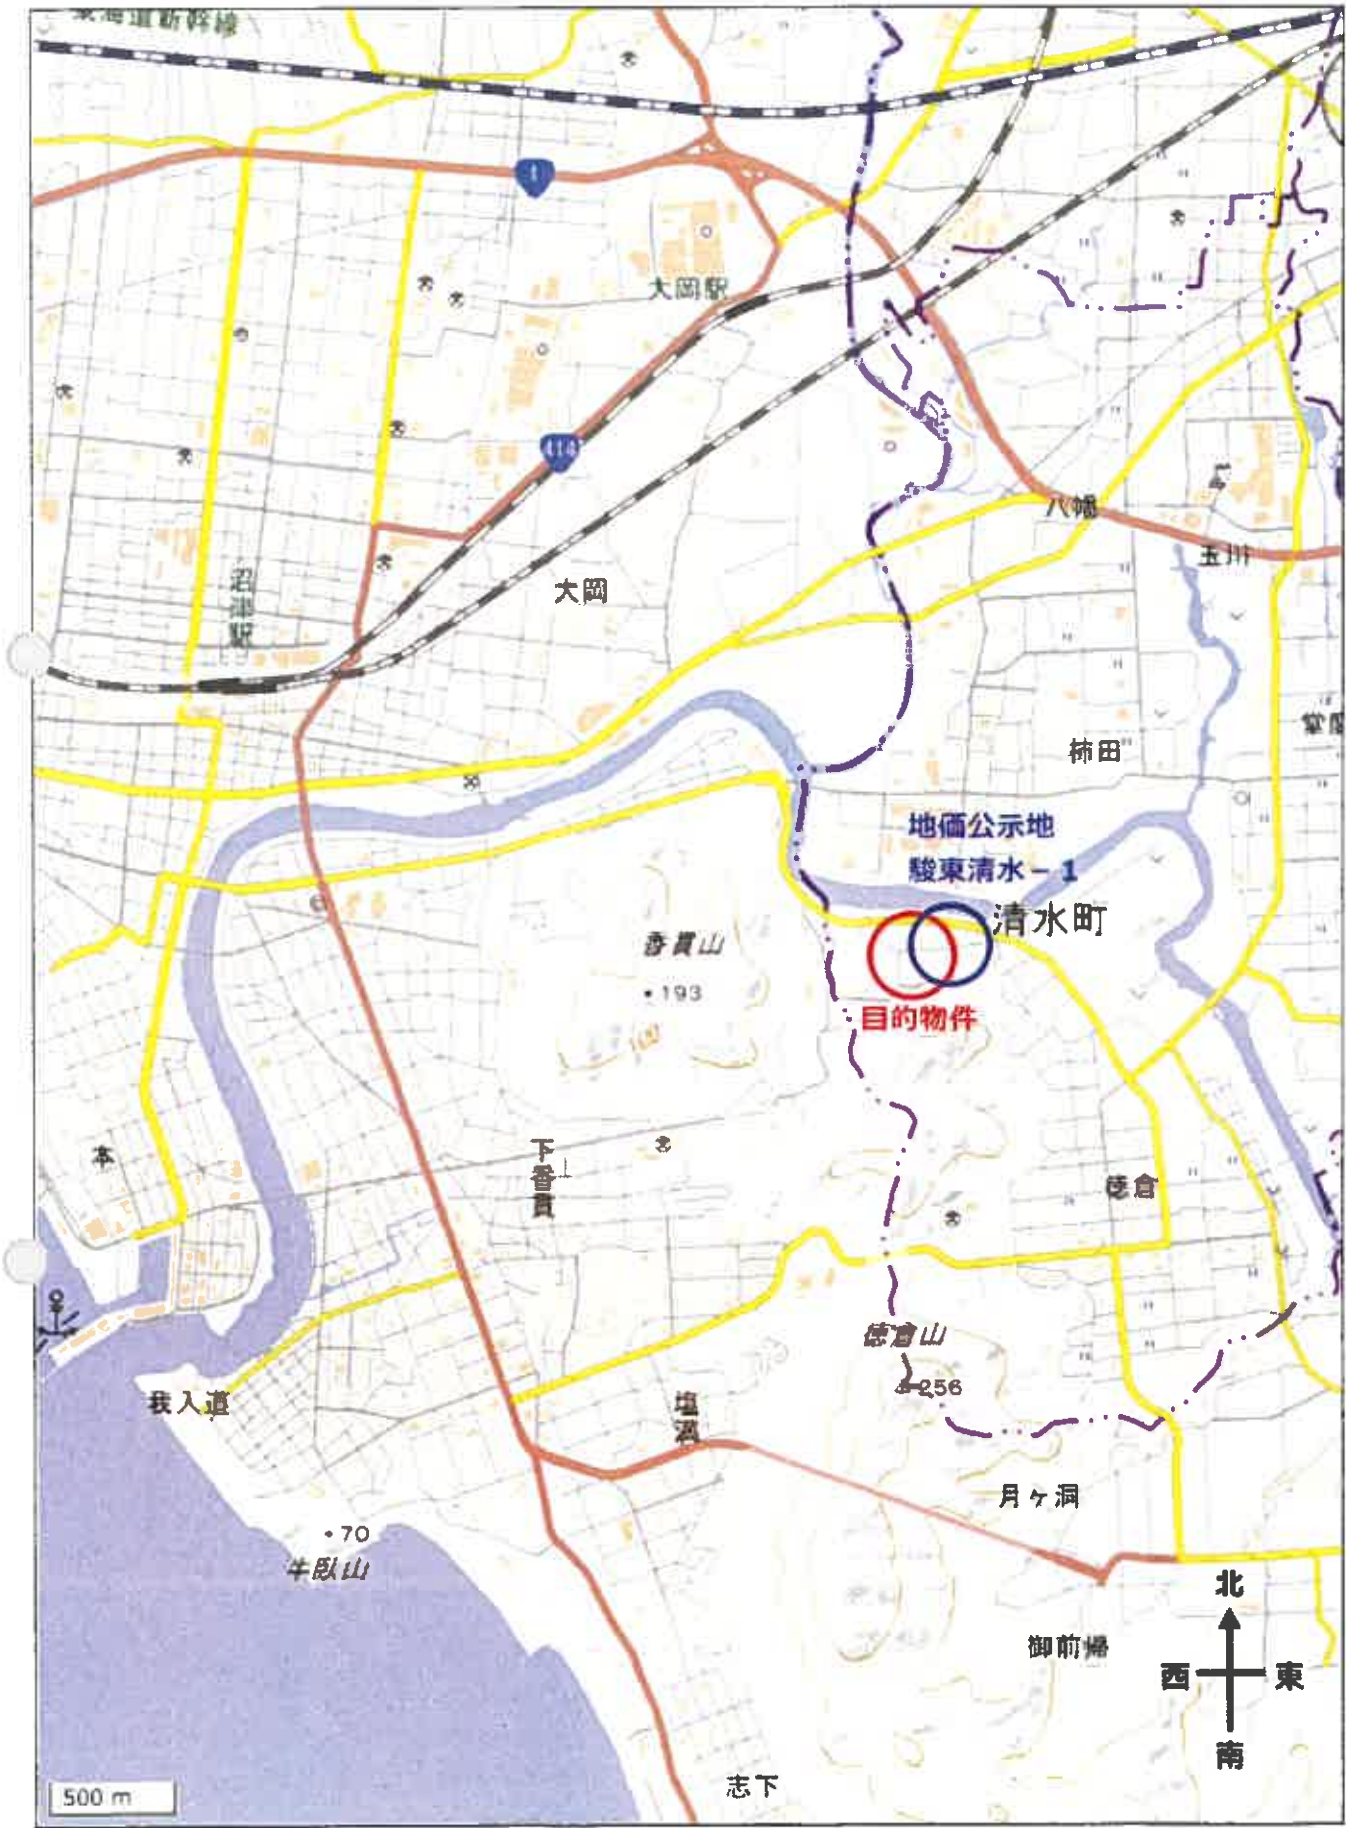 東海道新幹線
1
大岡駅
414
八幡
玉川
大岡
沼津駅
柿田
地価公示地
駿東清水－1
清水町
香貫山
193
目的物件
下香貫
徳倉
徳倉山
256
我入道
塩満
月ヶ洞
70
牛臥山
北
御前帰
西
東
南
志下
500 m